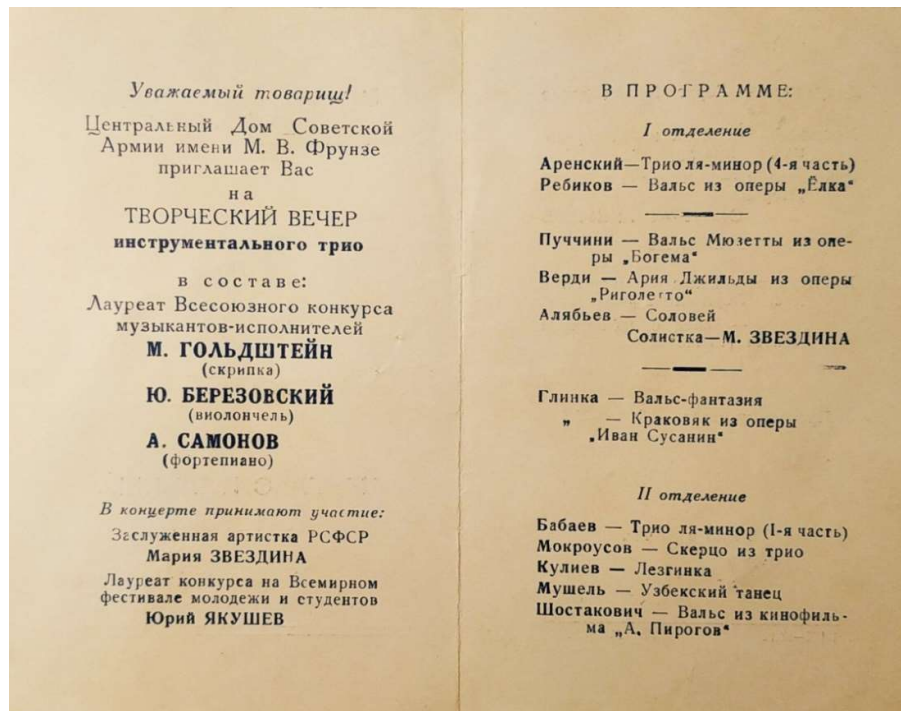 Уважаемый товарищ!
Центральный Дом Советской
Армии имени М. В. Фрунзе
приглашает Вас
на
ТВОРЧЕСКИЙ ВЕЧЕР
инструментального трио
в составе:
Лауреат Всесоюзного конкурса
музыкантов-исполнителей
М. ГОЛЬДШТЕЙН
(скрипка)
Ю. БЕРЕЗОВСКИЙ
(виолончель)
А. САМОНОВ
(фортепиано)
В концерте принимают участие:
Заслуженная артистка РСФСР
Мария ЗВЕЗДИНА
Лауреат конкурса на Всемирном
фестивале молодежи и студентов
Юрий ЯКУШЕВ
В ПРОГРАММЕ:
I отделение
Аренский—Трио ля-минор (4-я часть)
Ребиков — Вальс из оперы „Ёлка“
Пуччини — Вальс Мюзетты из опе-
ры „Богема“
Верди — Ария Джильды из оперы
„Риголетто“
Алябьев — Соловей
Солистка—М. ЗВЕЗДИНА
Глинка — Вальс-фантазия
„ — Краковяк из оперы
„Иван Сусанин“
II отделение
Бабаев — Трио ля-минор (I-я часть)
Мокроусов — Скерцо из трио
Кулиев — Лезгинка
Мушель — Узбекский танец
Шостакович — Вальс из кинофиль-
ма „А. Пирогов“